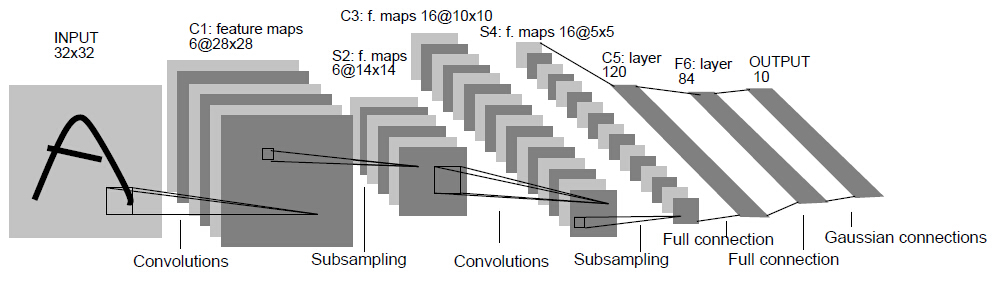 INPUT
32x32
C1: feature maps
6@28x28
S2: f. maps
6@14x14
C3: f. maps 16@10x10
S4: f. maps 16@5x5
C5: layer
120
F6: layer
84
OUTPUT
10
Convolutions
Subsampling
Convolutions
Subsampling
Full connection
Full connection
Gaussian connections